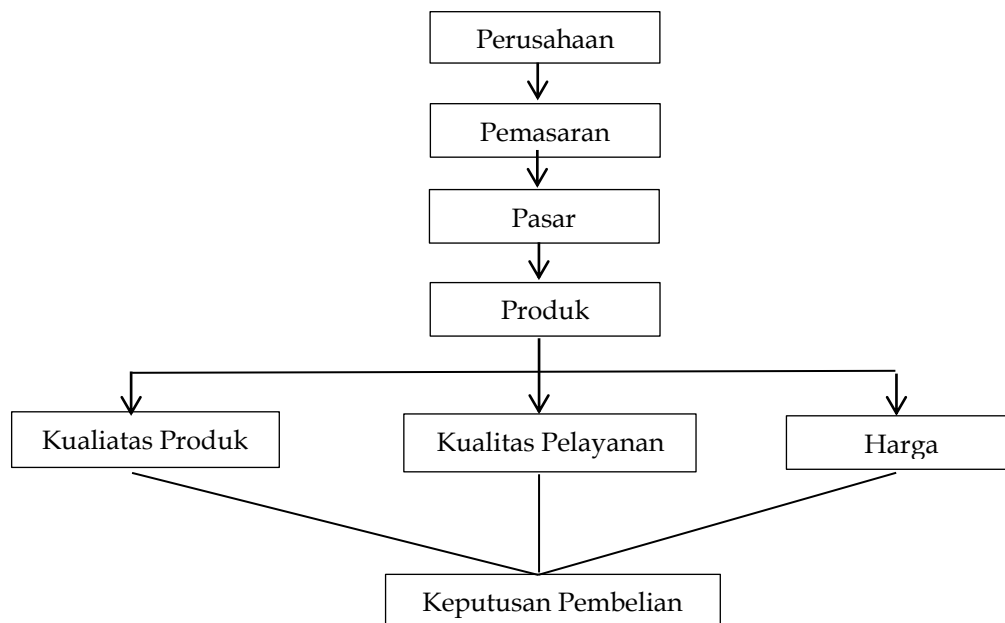 Perusahaan
Pemasaran
Pasar
Produk
Kualiatas Produk
Kualitas Pelayanan
Harga
Keputusan Pembelian